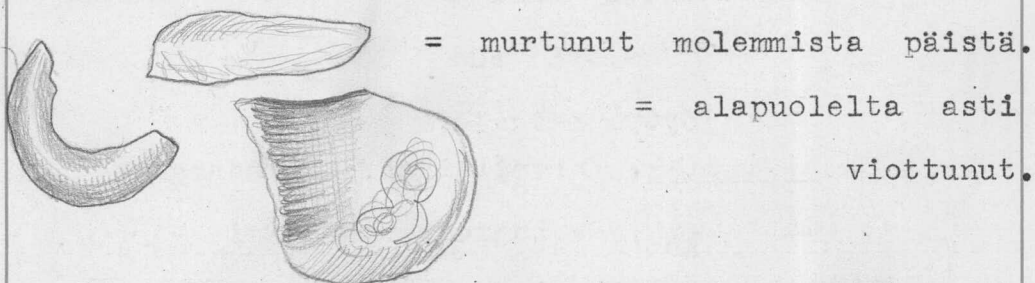 = murtunut molemmista päistä.
= alapuolelta asti
viottunut.